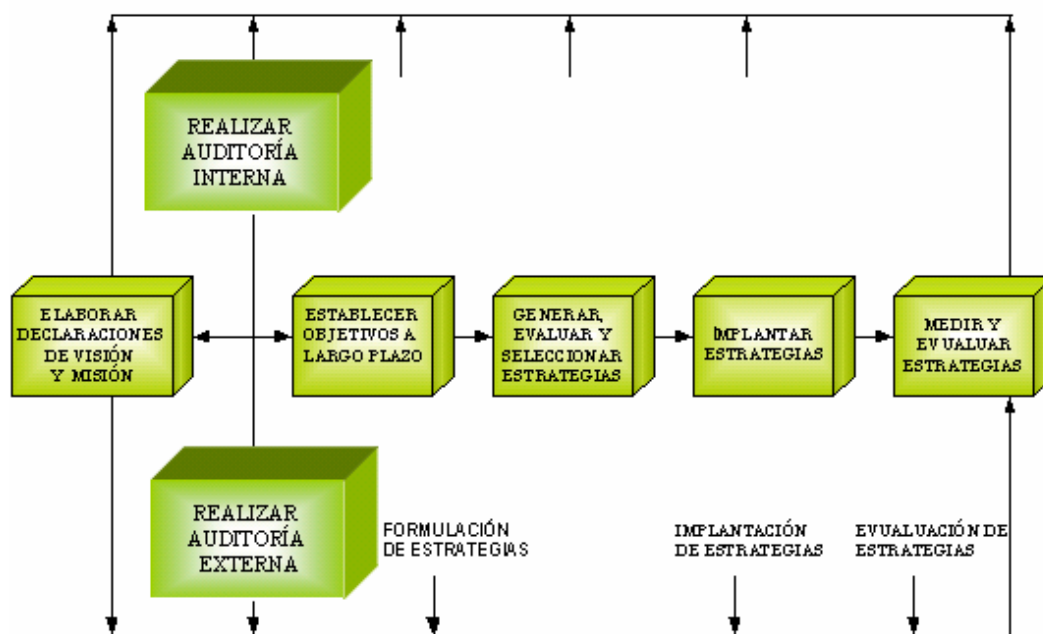 REALIZAR
AUDITORÍA
INTERNA
ELABORAR
DECLARACIONES
DE VISIÓN
Y MISIÓN
ESTABLECER
OBJETIVOS A
LARGO PLAZO
GENERAR,
EVALUAR Y
SELECCIONAR
ESTRATEGIAS
IMPLANTAR
ESTRATEGIAS
MEDIR Y
EVUALUAR
ESTRATEGIAS
REALIZAR
AUDITORÍA
EXTERNA
FORMULACIÓN
DE ESTRATEGIAS
IMPLANTACIÓN
DE ESTRATEGIAS
EVUALUACIÓN DE
ESTRATEGIAS